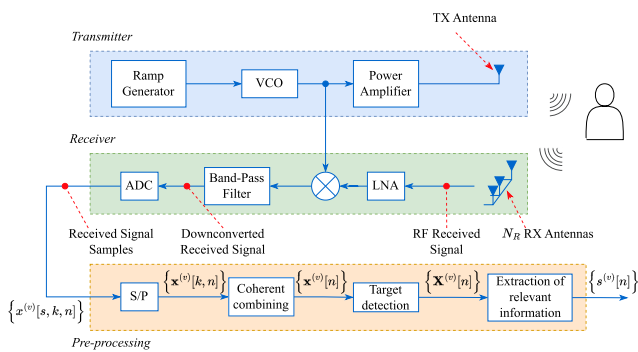 TX Antenna
Transmitter
Ramp
Generator
VCO
Power
Amplifier
Receiver
ADC
Band-Pass
Filter
LNA
Received Signal
Samples
Downconverted
Received Signal
RF Received
Signal
N_R RX Antennas
{x^{(v)}[s, k, n]}
S/P
{𝐱^{(v)}[k, n]}
Coherent
combining
{𝐱^{(v)}[n]}
Target
detection
{𝐗^{(v)}[n]}
Extraction of
relevant
information
{s^{(v)}[n]}
Pre-processing